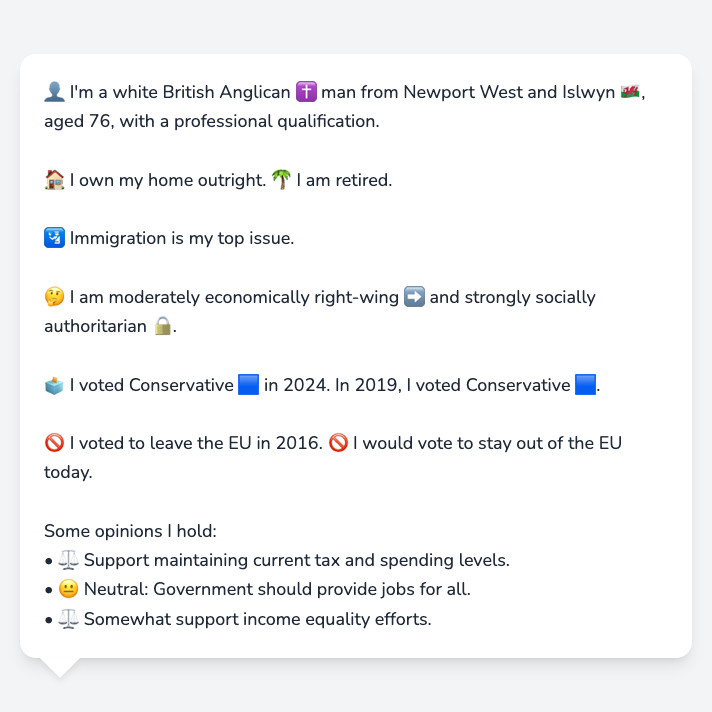 👤 I'm a white British Anglican ✝️ man from Newport West and Islwyn 🏴󠁧󠁢󠁷󠁬󠁳󠁿,
aged 76, with a professional qualification.
🏠 I own my home outright. 🌴 I am retired.
🛂 Immigration is my top issue.
🤔 I am moderately economically right-wing ➡️ and strongly socially
authoritarian 🔒.
🗳️ I voted Conservative 🟦 in 2024. In 2019, I voted Conservative 🟦.
🚫 I voted to leave the EU in 2016. 🚫 I would vote to stay out of the EU
today.
Some opinions I hold:
• ⚖️ Support maintaining current tax and spending levels.
• 😐 Neutral: Government should provide jobs for all.
• ⚖️ Somewhat support income equality efforts.